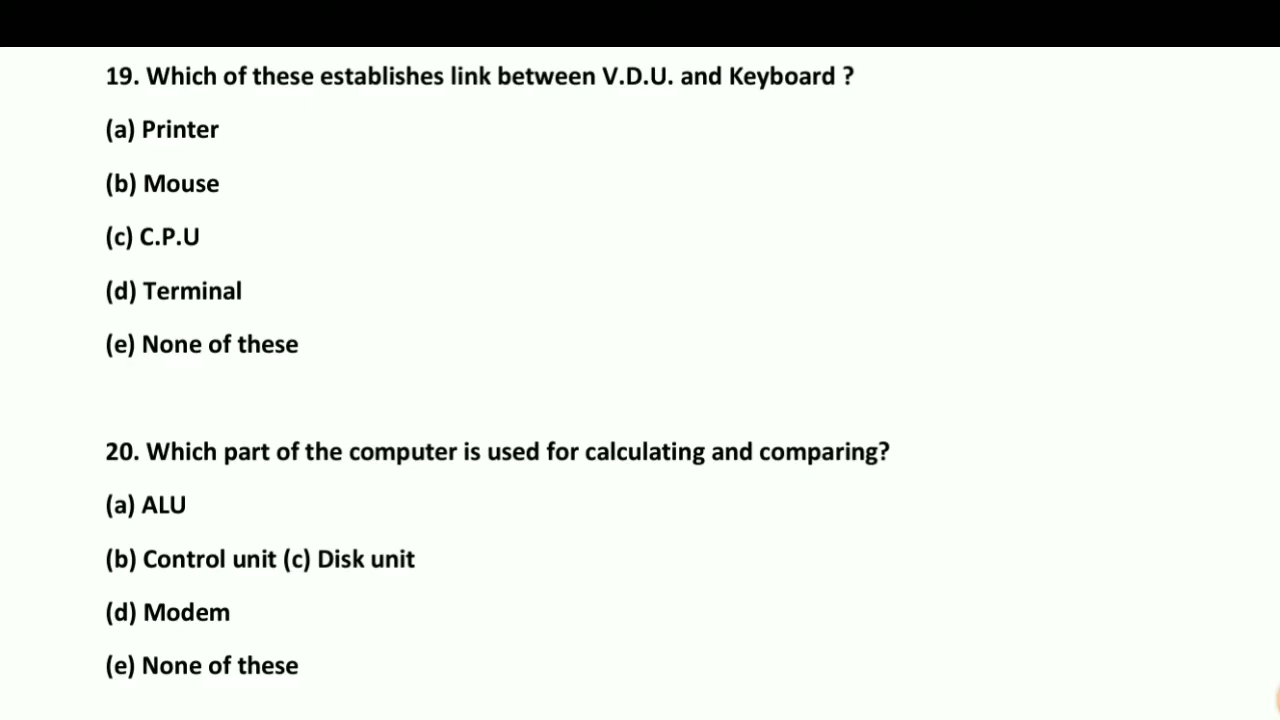 19. Which of these establishes link between V.D.U. and Keyboard ?
(a) Printer
(b) Mouse
(c) C.P.U
(d) Terminal
(e) None of these
20. Which part of the computer is used for calculating and comparing?
(a) ALU
(b) Control unit (c) Disk unit
(d) Modem
(e) None of these